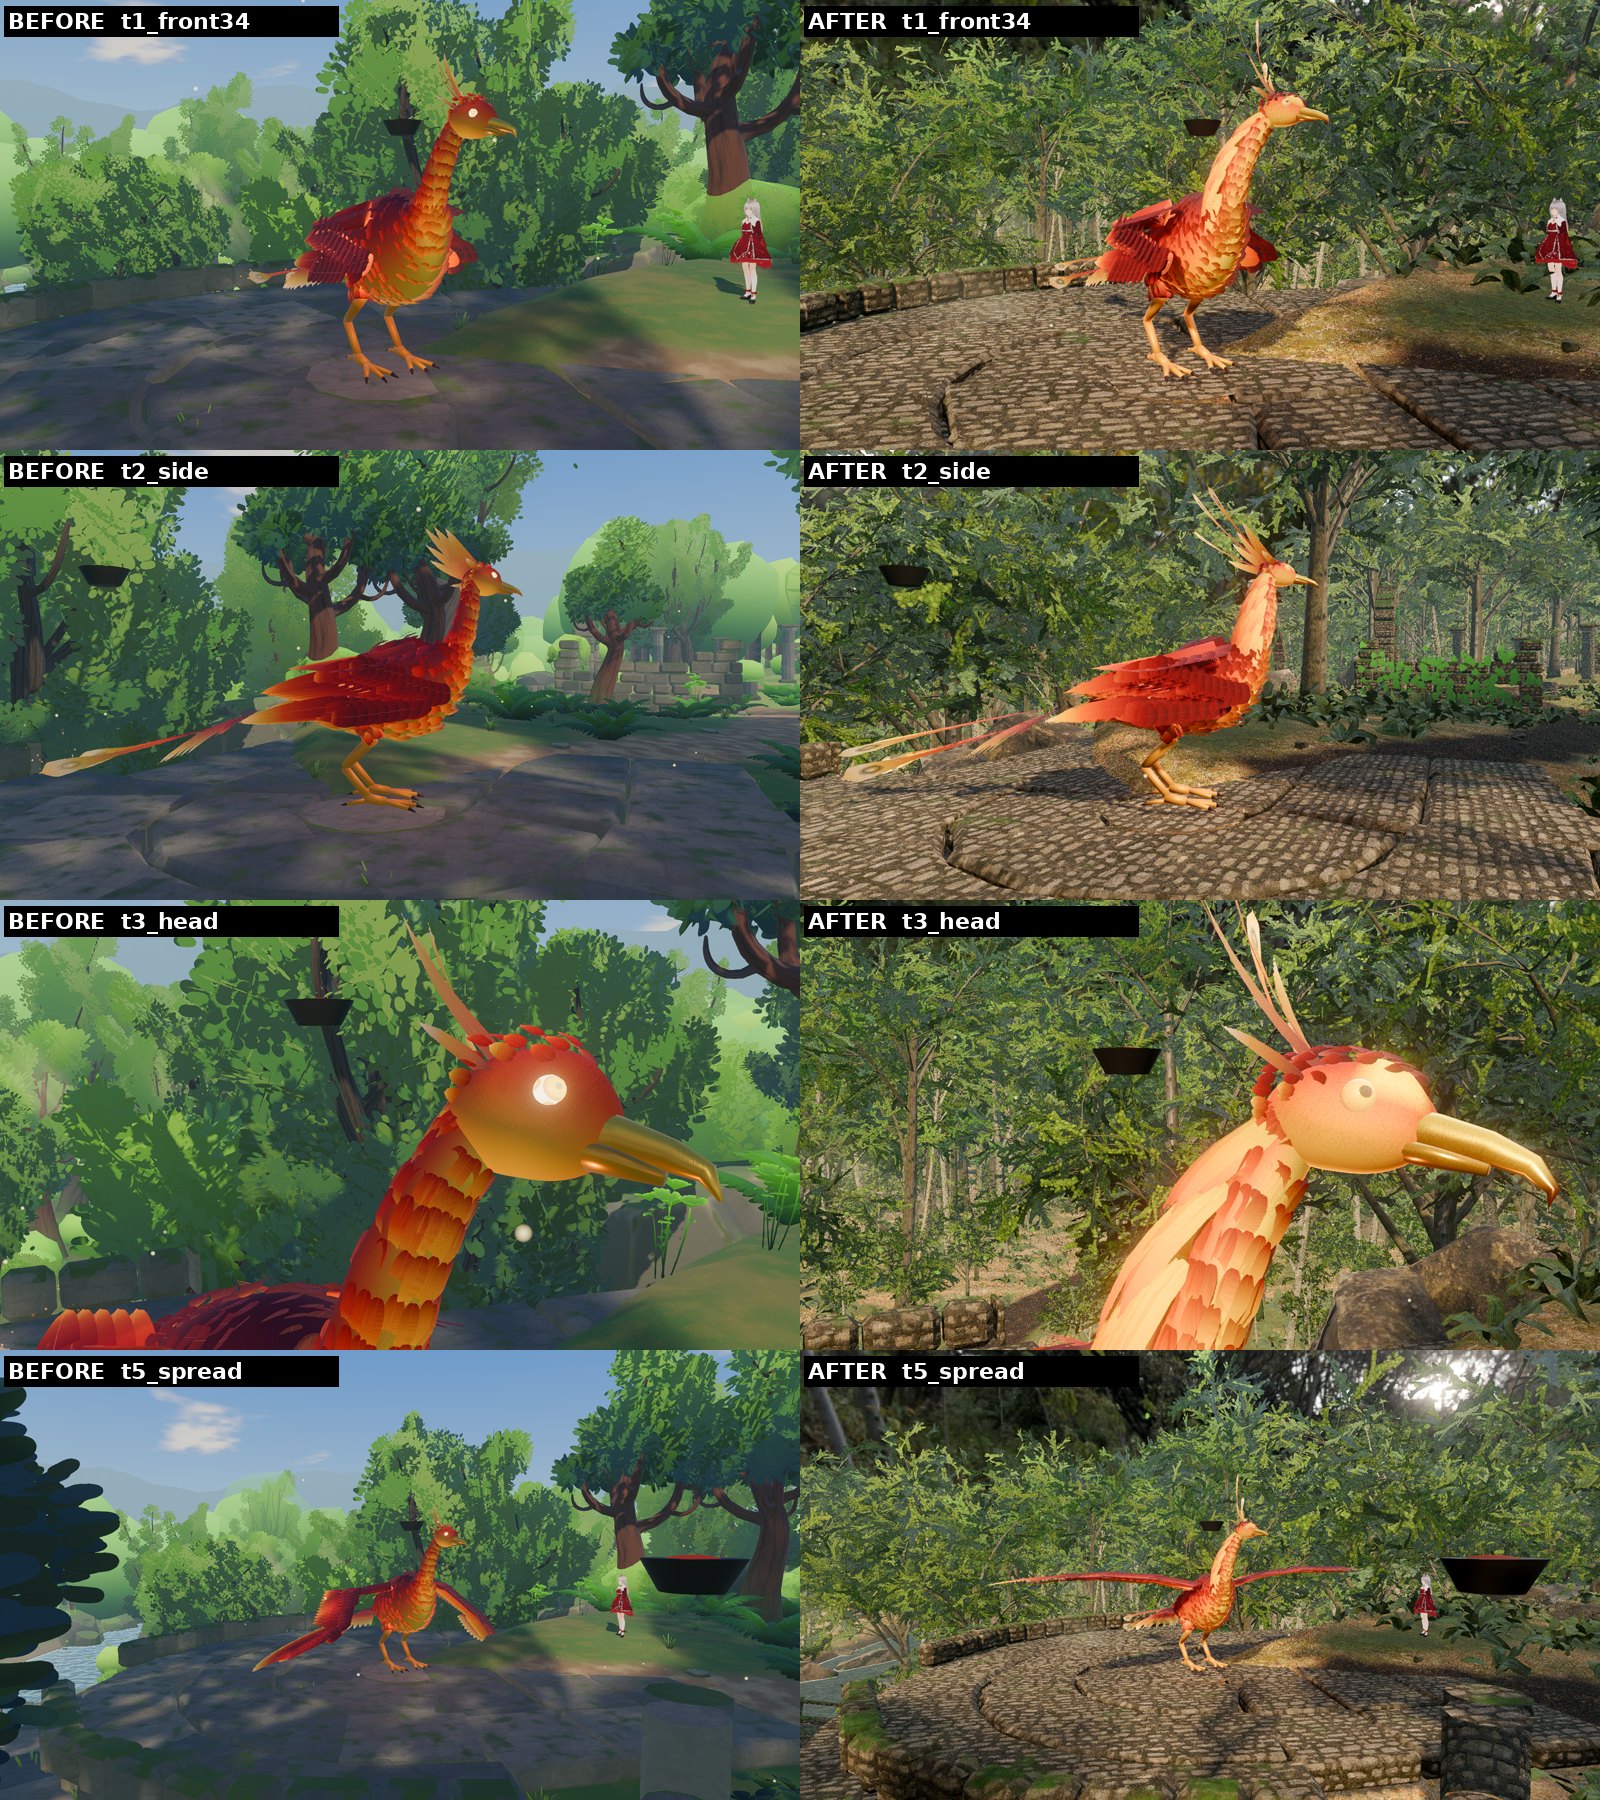 BEFORE t1_front34
AFTER t1_front34
BEFORE t2_side
AFTER t2_side
BEFORE t3_head
AFTER t3_head
BEFORE t5_spread
AFTER t5_spread